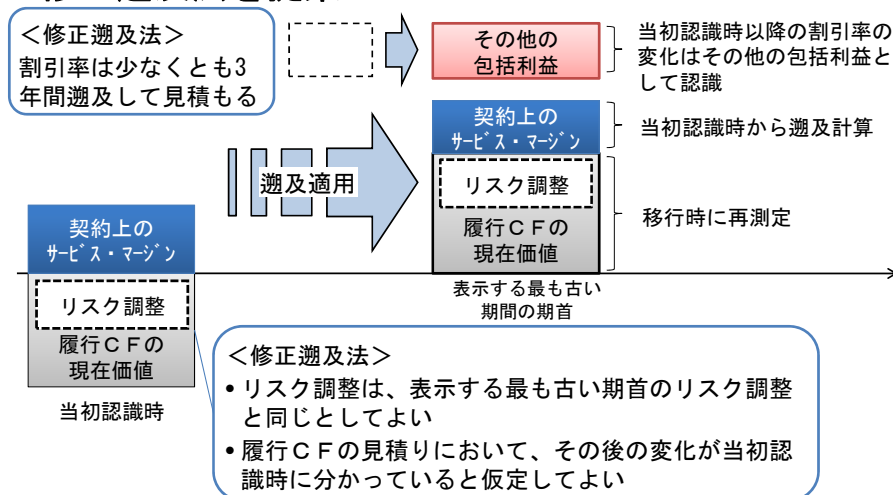 ＜修正遡及法＞
割引率は少なくとも3
年間遡及して見積もる
その他の
包括利益
当初認識時以降の割引率の
変化はその他の包括利益と
して認識
契約上の
ｻｰﾋﾞｽ・ﾏｰｼﾞﾝ
当初認識時から遡及計算
遡及適用
リスク調整
履行ＣＦの
現在価値
移行時に再測定
契約上の
ｻｰﾋﾞｽ・ﾏｰｼﾞﾝ
リスク調整
履行ＣＦの
現在価値
当初認識時
表示する最も古い
期間の期首
＜修正遡及法＞
• リスク調整は、表示する最も古い期首のリスク調整
と同じとしてよい
• 履行ＣＦの見積りにおいて、その後の変化が当初認
識時に分かっていると仮定してよい